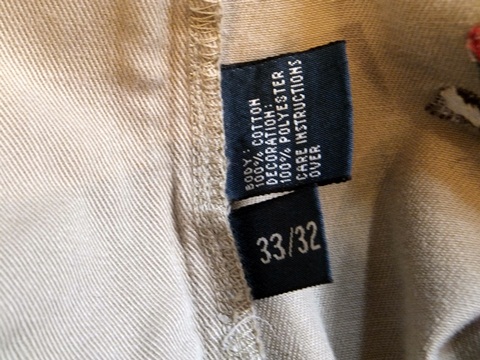 BODY:
100% COTTON
DECORATION:
100% POLYESTER
CARE INSTRUCTIONS
OVER
33/32